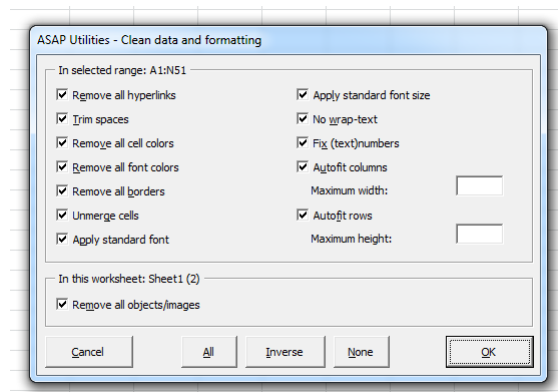 ASAP Utilities - Clean data and formatting
In selected range: A1:N51
Remove all hyperlinks
Trim spaces
Remove all cell colors
Remove all font colors
Remove all borders
Unmerge cells
Apply standard font
Apply standard font size
No wrap-text
Fix (text)numbers
Autofit columns
Maximum width:
Autofit rows
Maximum height:
In this worksheet: Sheet1 (2)
Remove all objects/images
Cancel
All
Inverse
None
OK